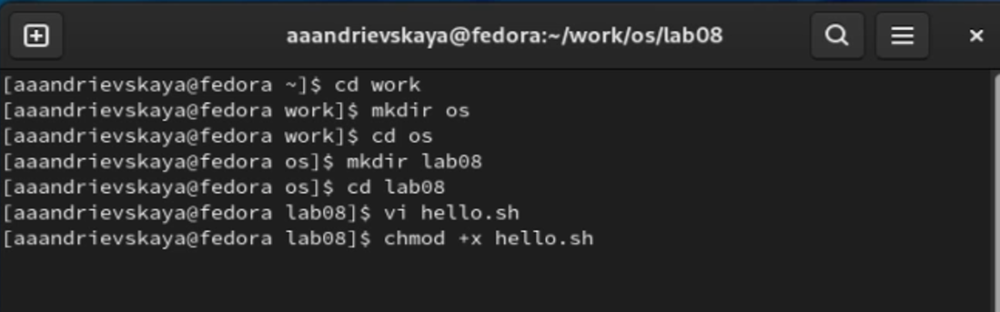 aaandrievskaya@fedora:~/work/os/lab08
[aaandrievskaya@fedora ~]$ cd work
[aaandrievskaya@fedora work]$ mkdir os
[aaandrievskaya@fedora work]$ cd os
[aaandrievskaya@fedora os]$ mkdir lab08
[aaandrievskaya@fedora os]$ cd lab08
[aaandrievskaya@fedora lab08]$ vi hello.sh
[aaandrievskaya@fedora lab08]$ chmod +x hello.sh